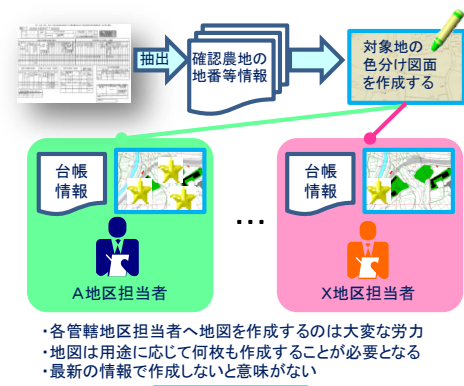 抽出
確認農地の
地番等情報
対象地の
色分け図面
を作成する
台帳
情報
A地区担当者
…
台帳
情報
X地区担当者
・各管轄地区担当者へ地図を作成するのは大変な労力
・地図は用途に応じて何枚も作成することが必要となる
・最新の情報で作成しないと意味がない